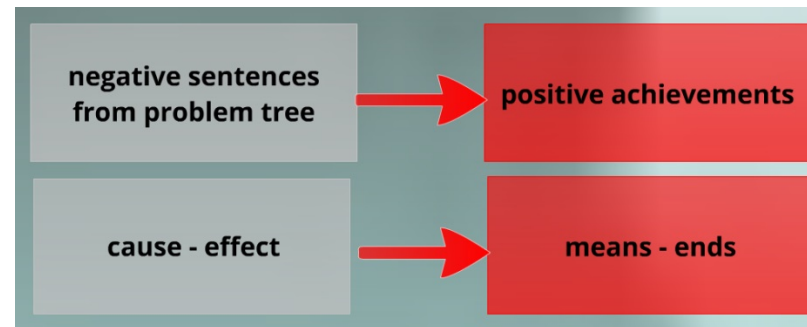 negative sentences
from problem tree
positive achievements
cause - effect
means - ends